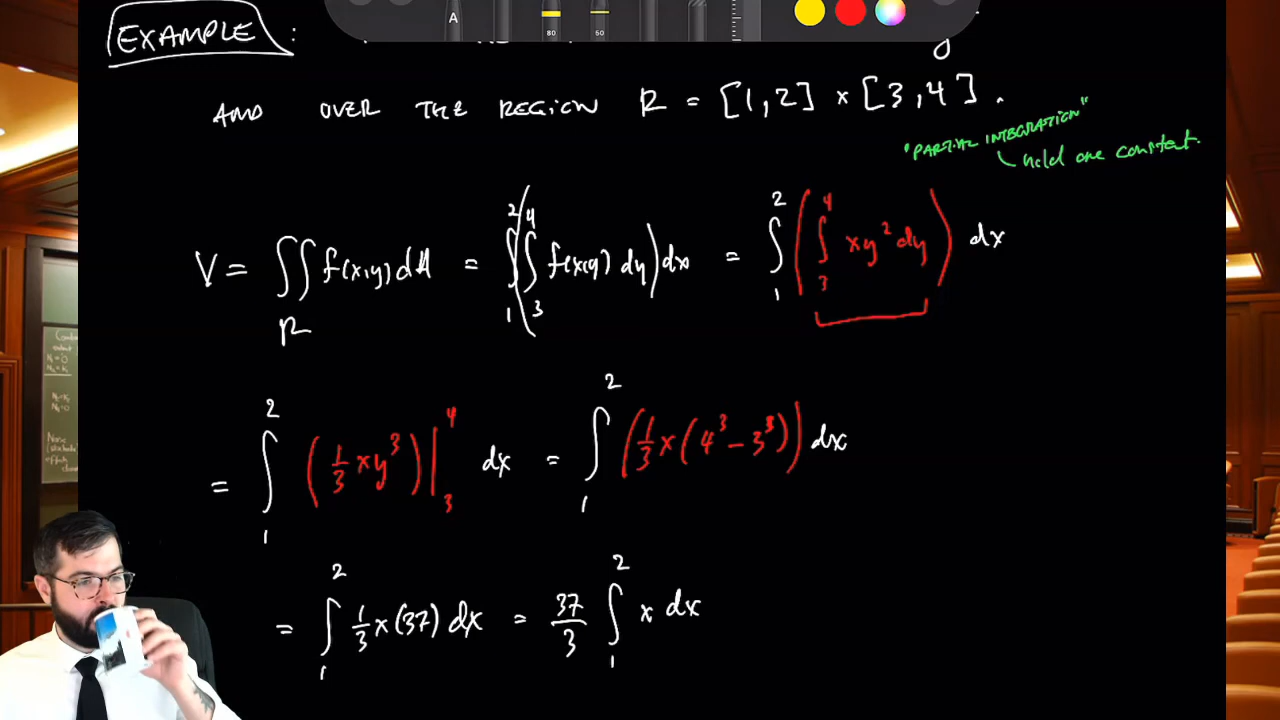 A 80 50
EXAMPLE :
AND OVER THE REGION R = [1,2] × [3,4].
"PARTIAL INTEGRATION"
hold one constant.
V = ∬_R f(x,y) dA = ∫_1^2 ( ∫_3^4 f(x,y) dy ) dx = ∫_1^2 ( ∫_3^4 xy² dy ) dx
= ∫_1^2 ( 1/3 xy³ ) |_3^4 dx = ∫_1^2 ( 1/3 x (4³ − 3³) ) dx
= ∫_1^2 1/3 x (37) dx = 37/3 ∫_1^2 x dx